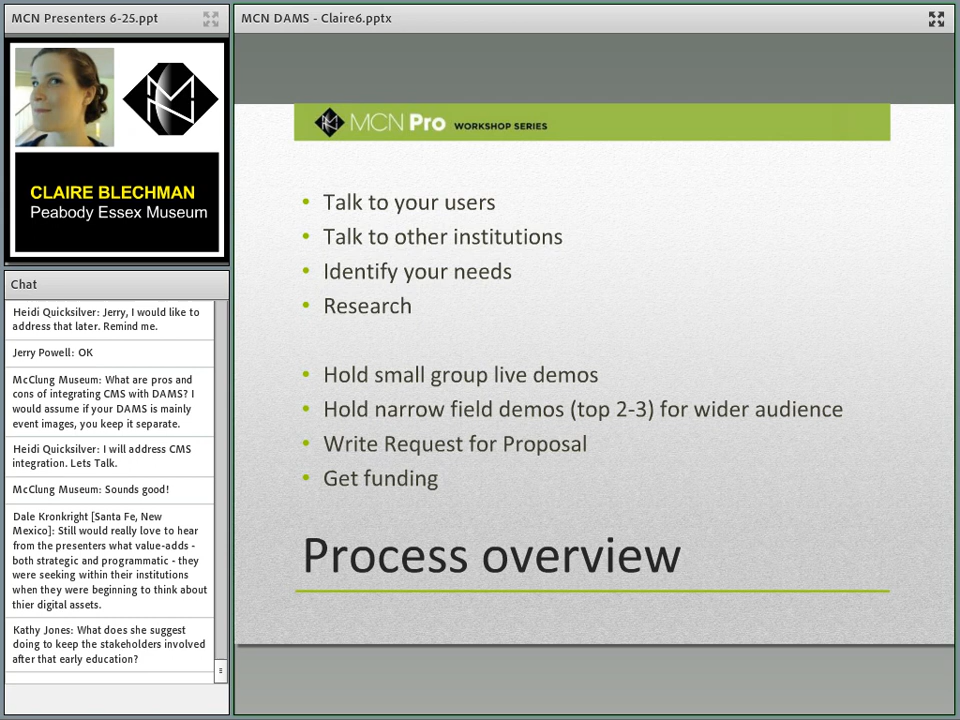 MCN Presenters 6-25.ppt
CLAIRE BLECHMAN
Peabody Essex Museum
Chat
Heidi Quicksilver: Jerry, I would like to
address that later. Remind me.
Jerry Powell: OK
McClung Museum: What are pros and
cons of integrating CMS with DAMS? I
would assume if your DAMS is mainly
event images, you keep it separate.
Heidi Quicksilver: I will address CMS
integration. Lets Talk.
McClung Museum: Sounds good!
Dale Kronkright [Santa Fe, New
Mexico]: Still would really love to hear
from the presenters what value-adds -
both strategic and programmatic - they
were seeking within their institutions
when they were beginning to think about
thier digital assets.
Kathy Jones: What does she suggest
doing to keep the stakeholders involved
after that early education?
MCN DAMS - Claire6.pptx
MCN Pro WORKSHOP SERIES
• Talk to your users
• Talk to other institutions
• Identify your needs
• Research
• Hold small group live demos
• Hold narrow field demos (top 2-3) for wider audience
• Write Request for Proposal
• Get funding
Process overview